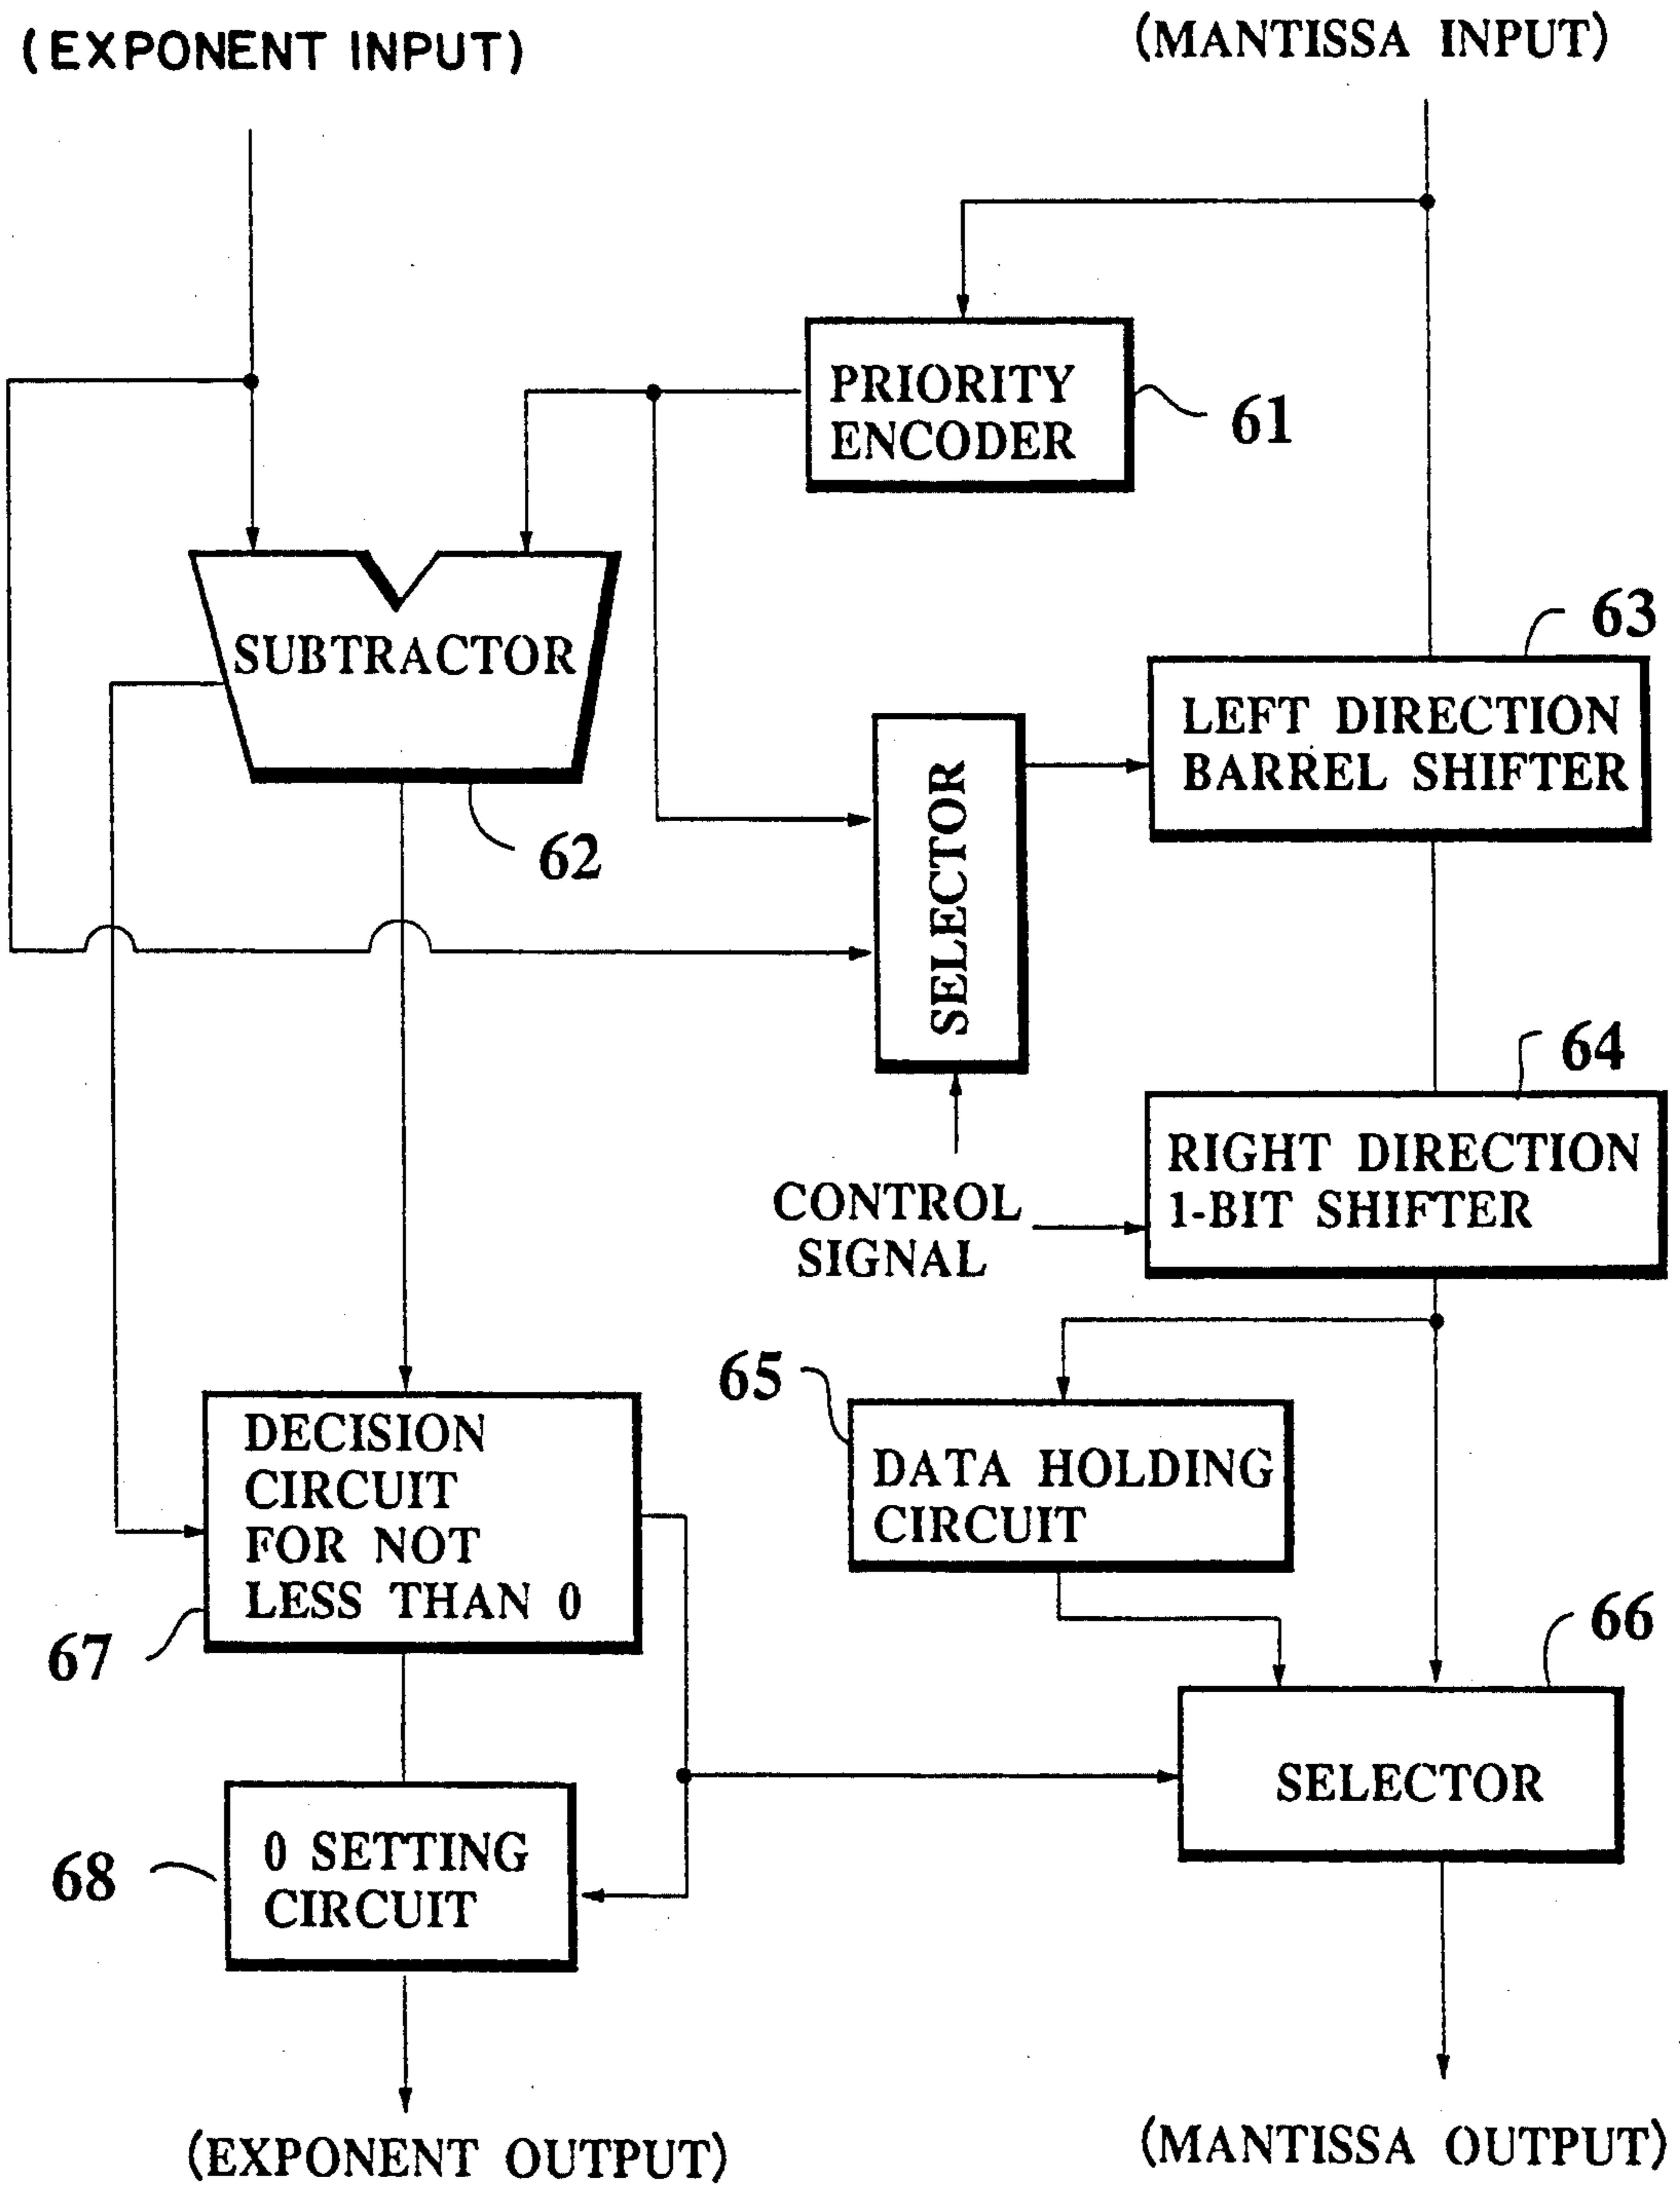 (EXPONENT INPUT)
(MANTISSA INPUT)
PRIORITY
ENCODER
61
SUBTRACTOR
62
63
LEFT DIRECTION
BARREL SHIFTER
SELECTOR
64
RIGHT DIRECTION
1-BIT SHIFTER
CONTROL
SIGNAL
65
DATA HOLDING
CIRCUIT
DECISION
CIRCUIT
FOR NOT
LESS THAN 0
67
66
SELECTOR
68
0 SETTING
CIRCUIT
(EXPONENT OUTPUT)
(MANTISSA OUTPUT)